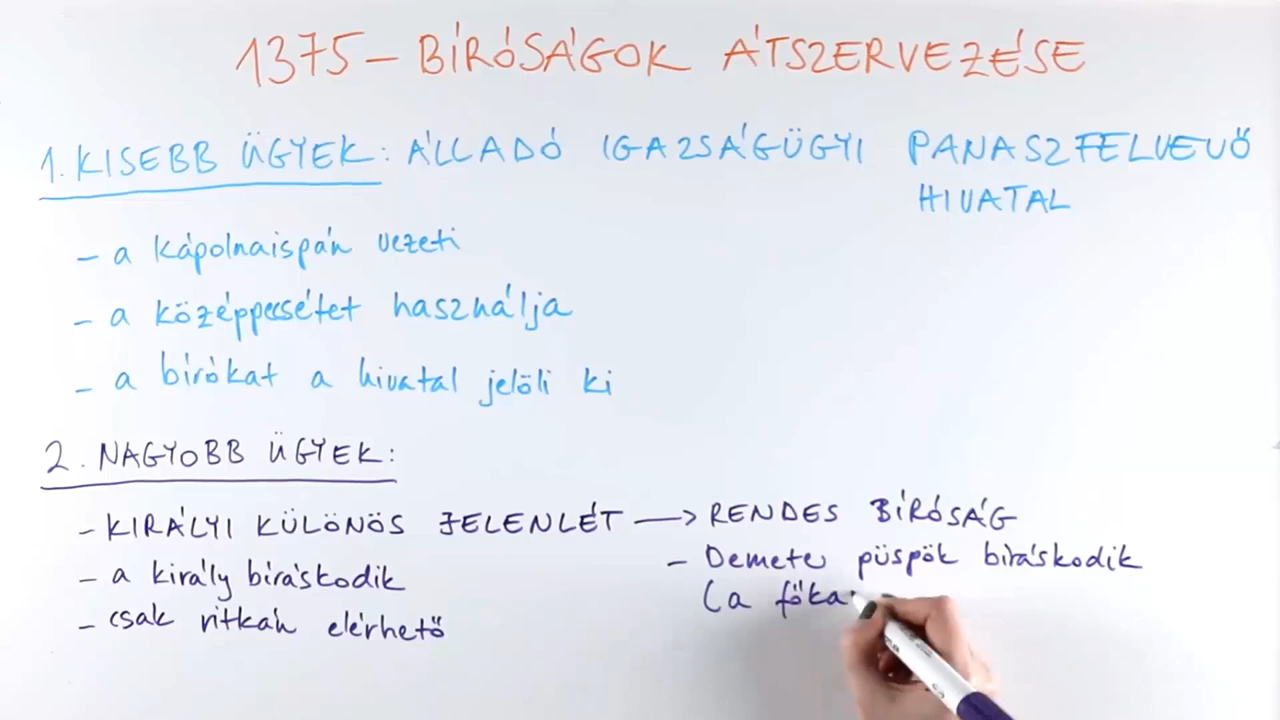 1375 – BÍRÓSÁGOK ÁTSZERVEZÉSE
1. KISEBB ÜGYEK: ÁLLADÓ IGAZSÁGÜGYI PANASZFELVEVŐ
HIVATAL
– a kápolnaispán vezeti
– a középpecsétet használja
– a bírókat a hivatal jelöli ki
2. NAGYOBB ÜGYEK:
– KIRÁLYI KÜLÖNÖS JELENLÉT → RENDES BÍRÓSÁG
– a király bíráskodik
– csak ritkán elérhető
– Demeter püspök bíráskodik
(a főka